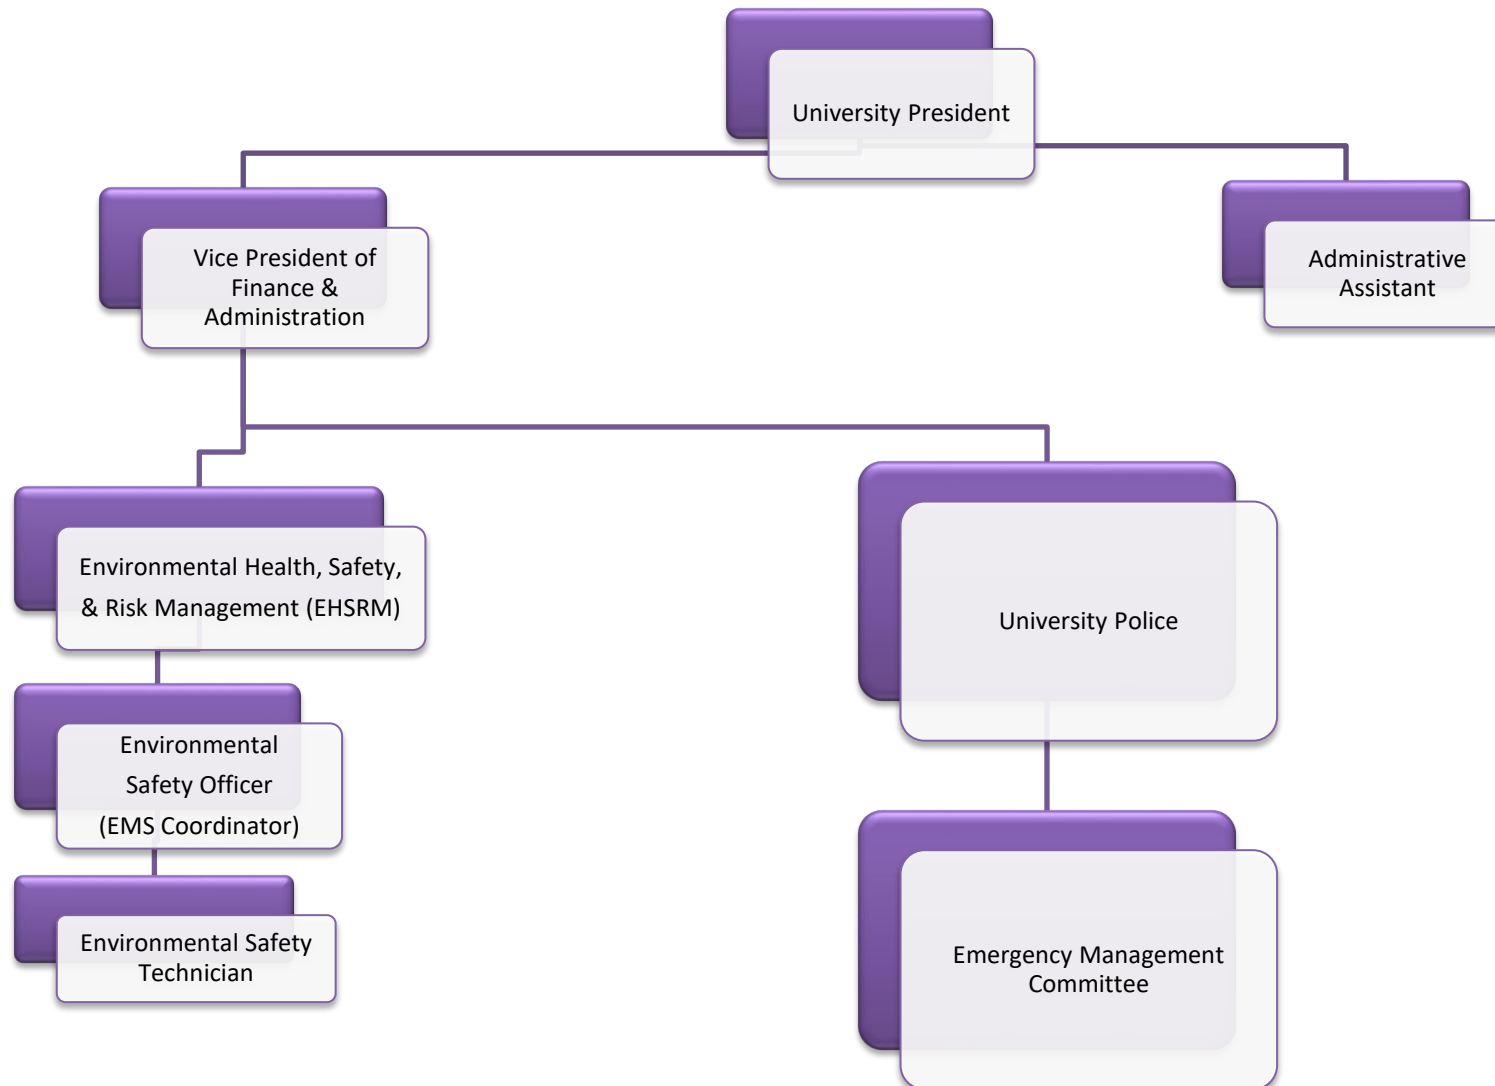 University President
Vice President of
Finance &
Administration
Administrative
Assistant
Environmental Health, Safety,
& Risk Management (EHSRM)
University Police
Environmental
Safety Officer
(EMS Coordinator)
Environmental Safety
Technician
Emergency Management
Committee